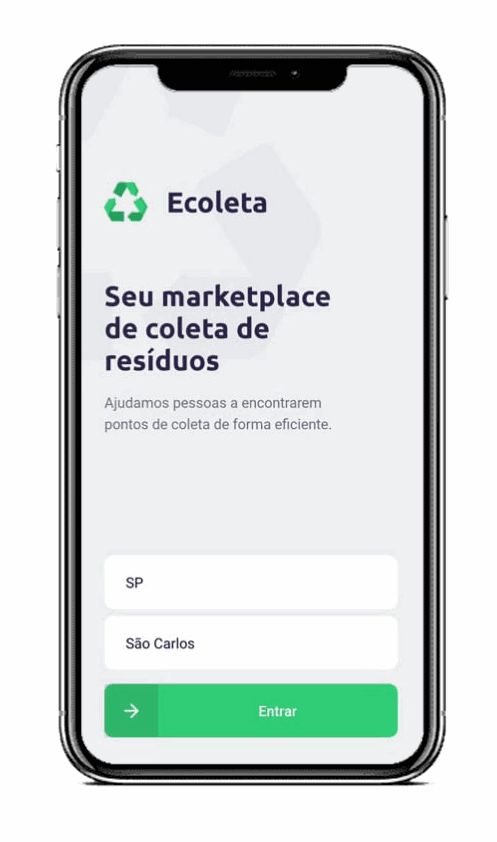 Ecoleta
Seu marketplace
de coleta de
resíduos
Ajudamos pessoas a encontrarem
pontos de coleta de forma eficiente.
SP
São Carlos
Entrar